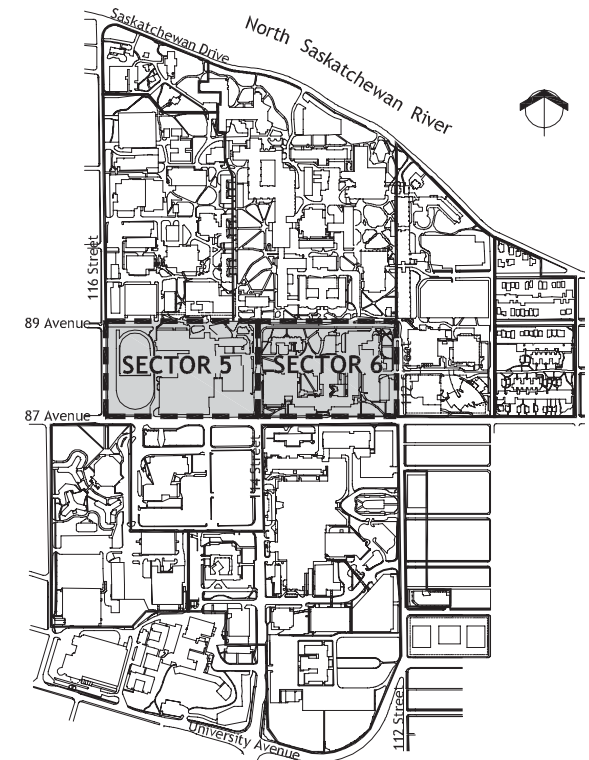 Saskatchewan Drive
North Saskatchewan River
116 Street
89 Avenue
SECTOR 5
SECTOR 6
87 Avenue
Street
112 Street
University Avenue